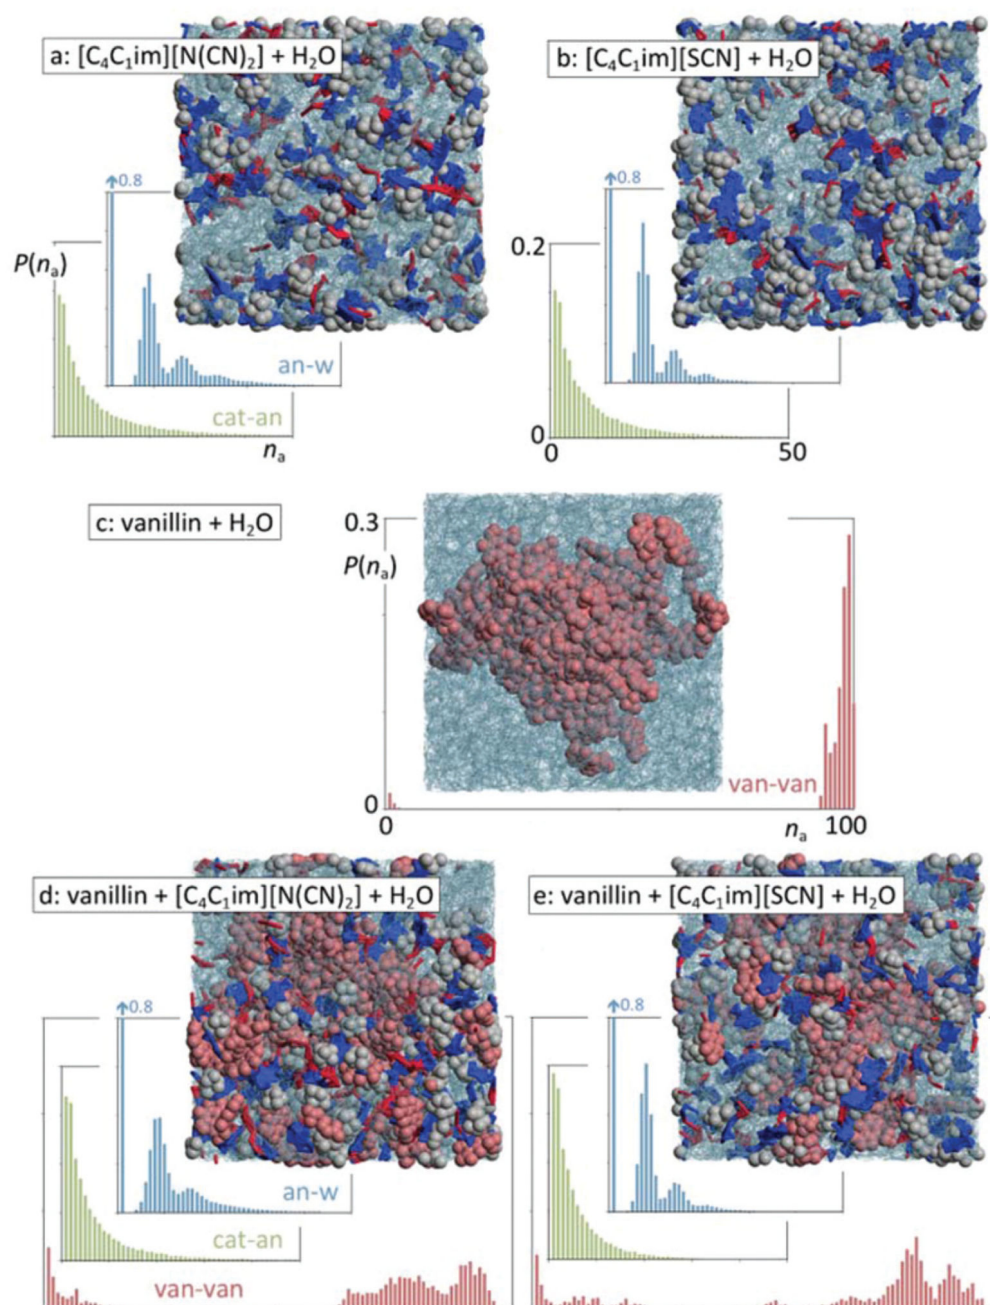 a: [C₄C₁im][N(CN)₂] + H₂O
b: [C₄C₁im][SCN] + H₂O
0.8
0.8
P(nₐ)
0.2
an-w
cat-an
nₐ
0
0
50
c: vanillin + H₂O
0.3
P(nₐ)
van-van
0
0
nₐ
100
d: vanillin + [C₄C₁im][N(CN)₂] + H₂O
e: vanillin + [C₄C₁im][SCN] + H₂O
0.8
0.8
an-w
cat-an
van-van